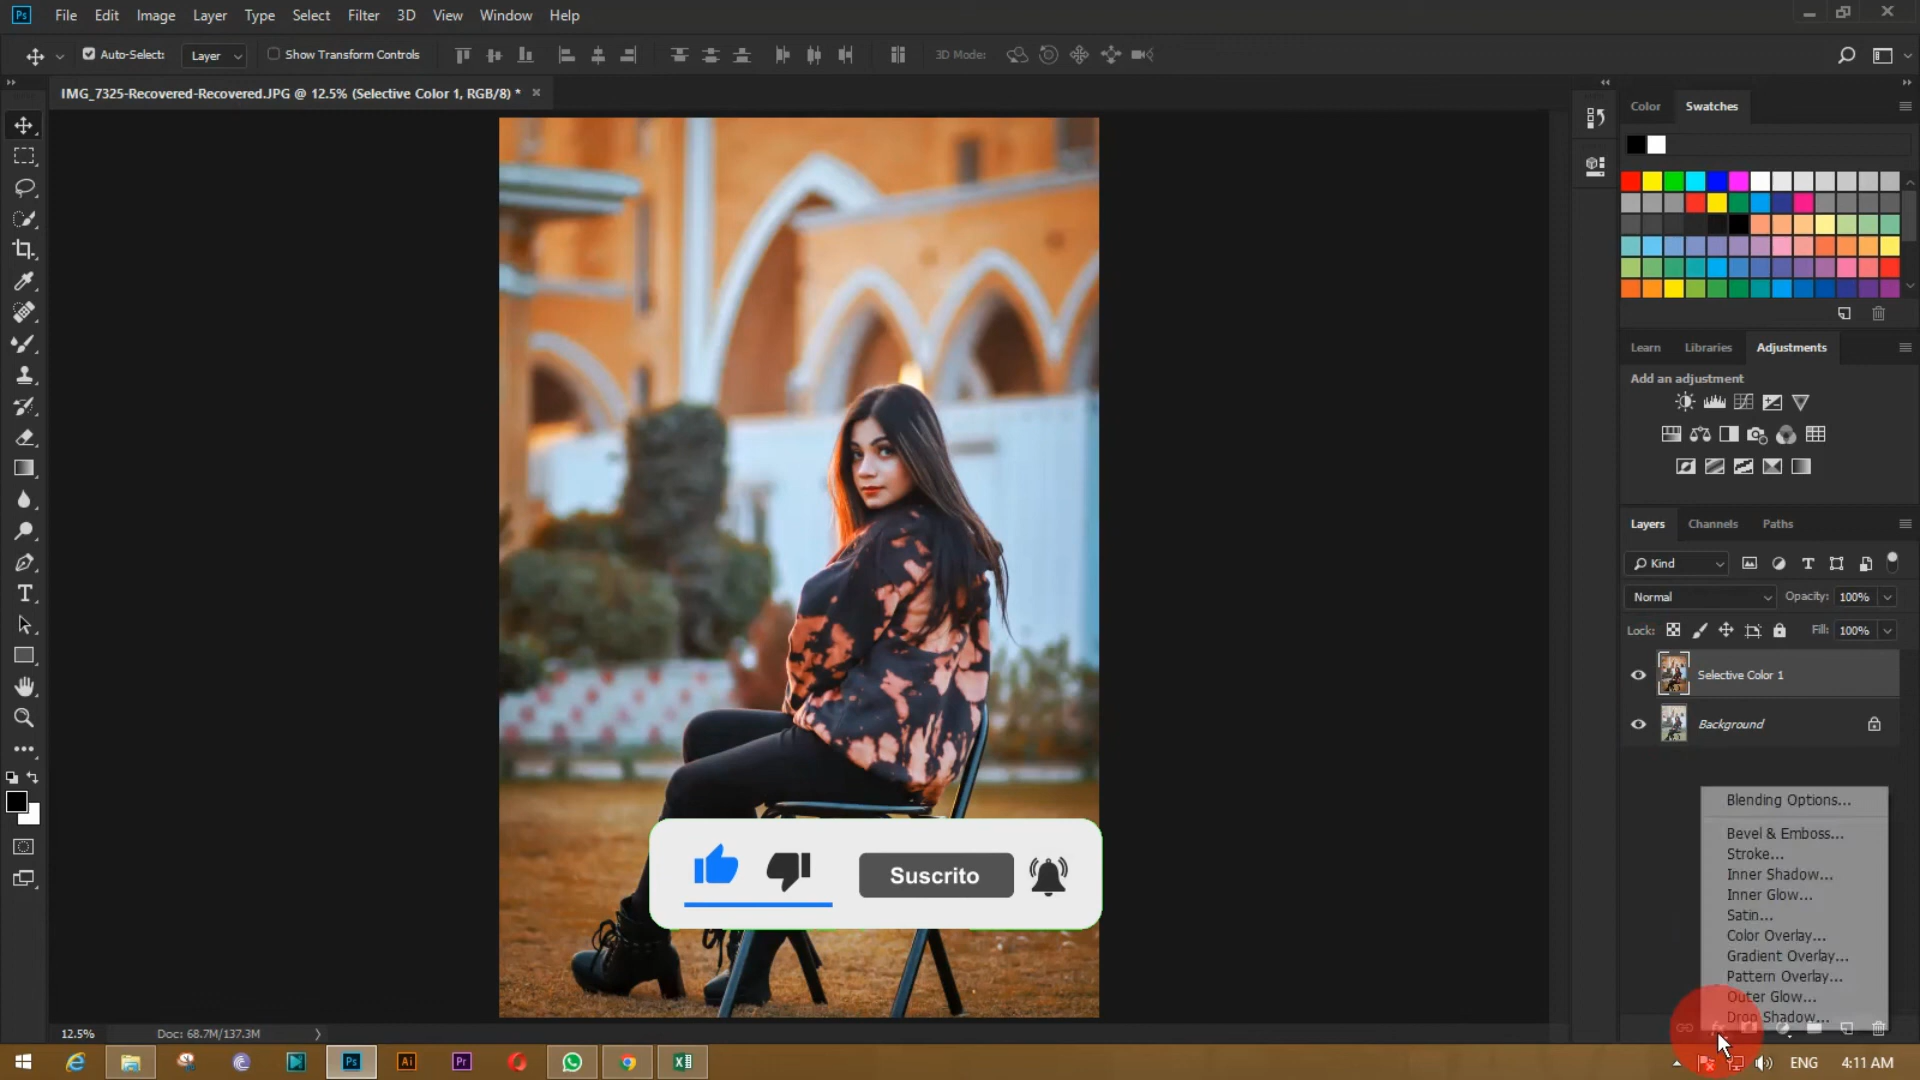 Ps File Edit Image Layer Type Select Filter 3D View Window Help
Auto-Select: Layer Show Transform Controls 3D Mode:
IMG_7325-Recovered-Recovered.JPG @ 12.5% (Selective Color 1, RGB/8) *
Color Swatches
Learn Libraries Adjustments
Add an adjustment
Layers Channels Paths
Kind
Normal Opacity: 100%
Lock: Fill: 100%
Selective Color 1
Background
Blending Options...
Bevel & Emboss...
Stroke...
Inner Shadow...
Inner Glow...
Satin...
Color Overlay...
Gradient Overlay...
Pattern Overlay...
Outer Glow...
Drop Shadow...
Suscrito
12.5% Doc: 68.7M/137.3M
Ps Ai Pr ENG 4:11 AM